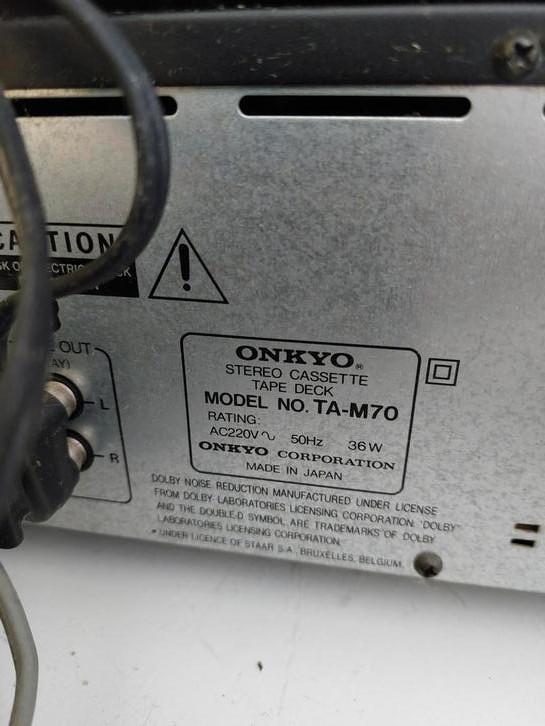 CAUTION
OUT
L
R
ONKYO®
STEREO CASSETTE
TAPE DECK
MODEL NO. TA-M70
RATING:
AC220V∿ 50Hz 36W
ONKYO CORPORATION
MADE IN JAPAN
DOLBY NOISE REDUCTION MANUFACTURED UNDER LICENSE
FROM DOLBY LABORATORIES LICENSING CORPORATION. "DOLBY"
AND THE DOUBLE-D SYMBOL ARE TRADEMARKS OF DOLBY
LABORATORIES LICENSING CORPORATION.
* UNDER LICENCE OF STAAR S.A., BRUXELLES, BELGIUM.